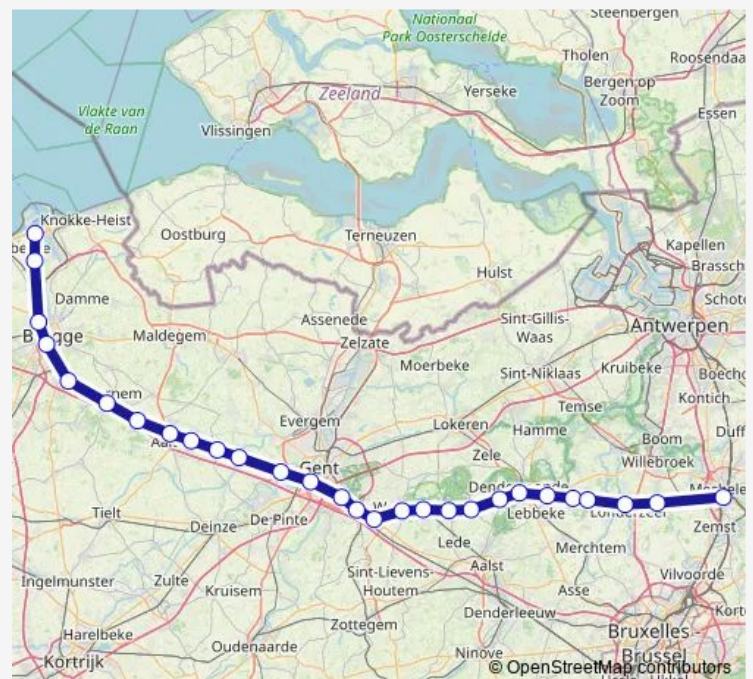 Steenbergen
Nationaal
Park Oosterschelde
Tholen
Roosendaa
Bergen op
Zoom
Yerseke
Zeeland
Essen
Vlakte van
de Raan
Vlissingen
Knokke-Heist
Oostburg
Terneuzen
Kapellen
Brassch
Hulst
Damme
Schot
Assenede
Sint-Gillis-
Waas
Antwerpen
Maldegem
Zelzate
Moerbeke
Kruibeke
Boech
Sint-Niklaas
Kontich
Temse
Evergem
Lokeren
Hamme
Duff
Boom
Zele
Willebroek
Gent
Lebbeke
Tielt
Deinze
De Pinte
Zemst
Lede
Merchtem
Aalst
Vilvoorde
Ingelmunster
Zulte
Kruisem
Sint-Lievens-
Houtem
Asse
Denderleeuw
Zottegem
Harelbeke
Oudenaarde
Bruxelles -
Brussel
Kortrijk
Ninove
© OpenStreetMap contributors